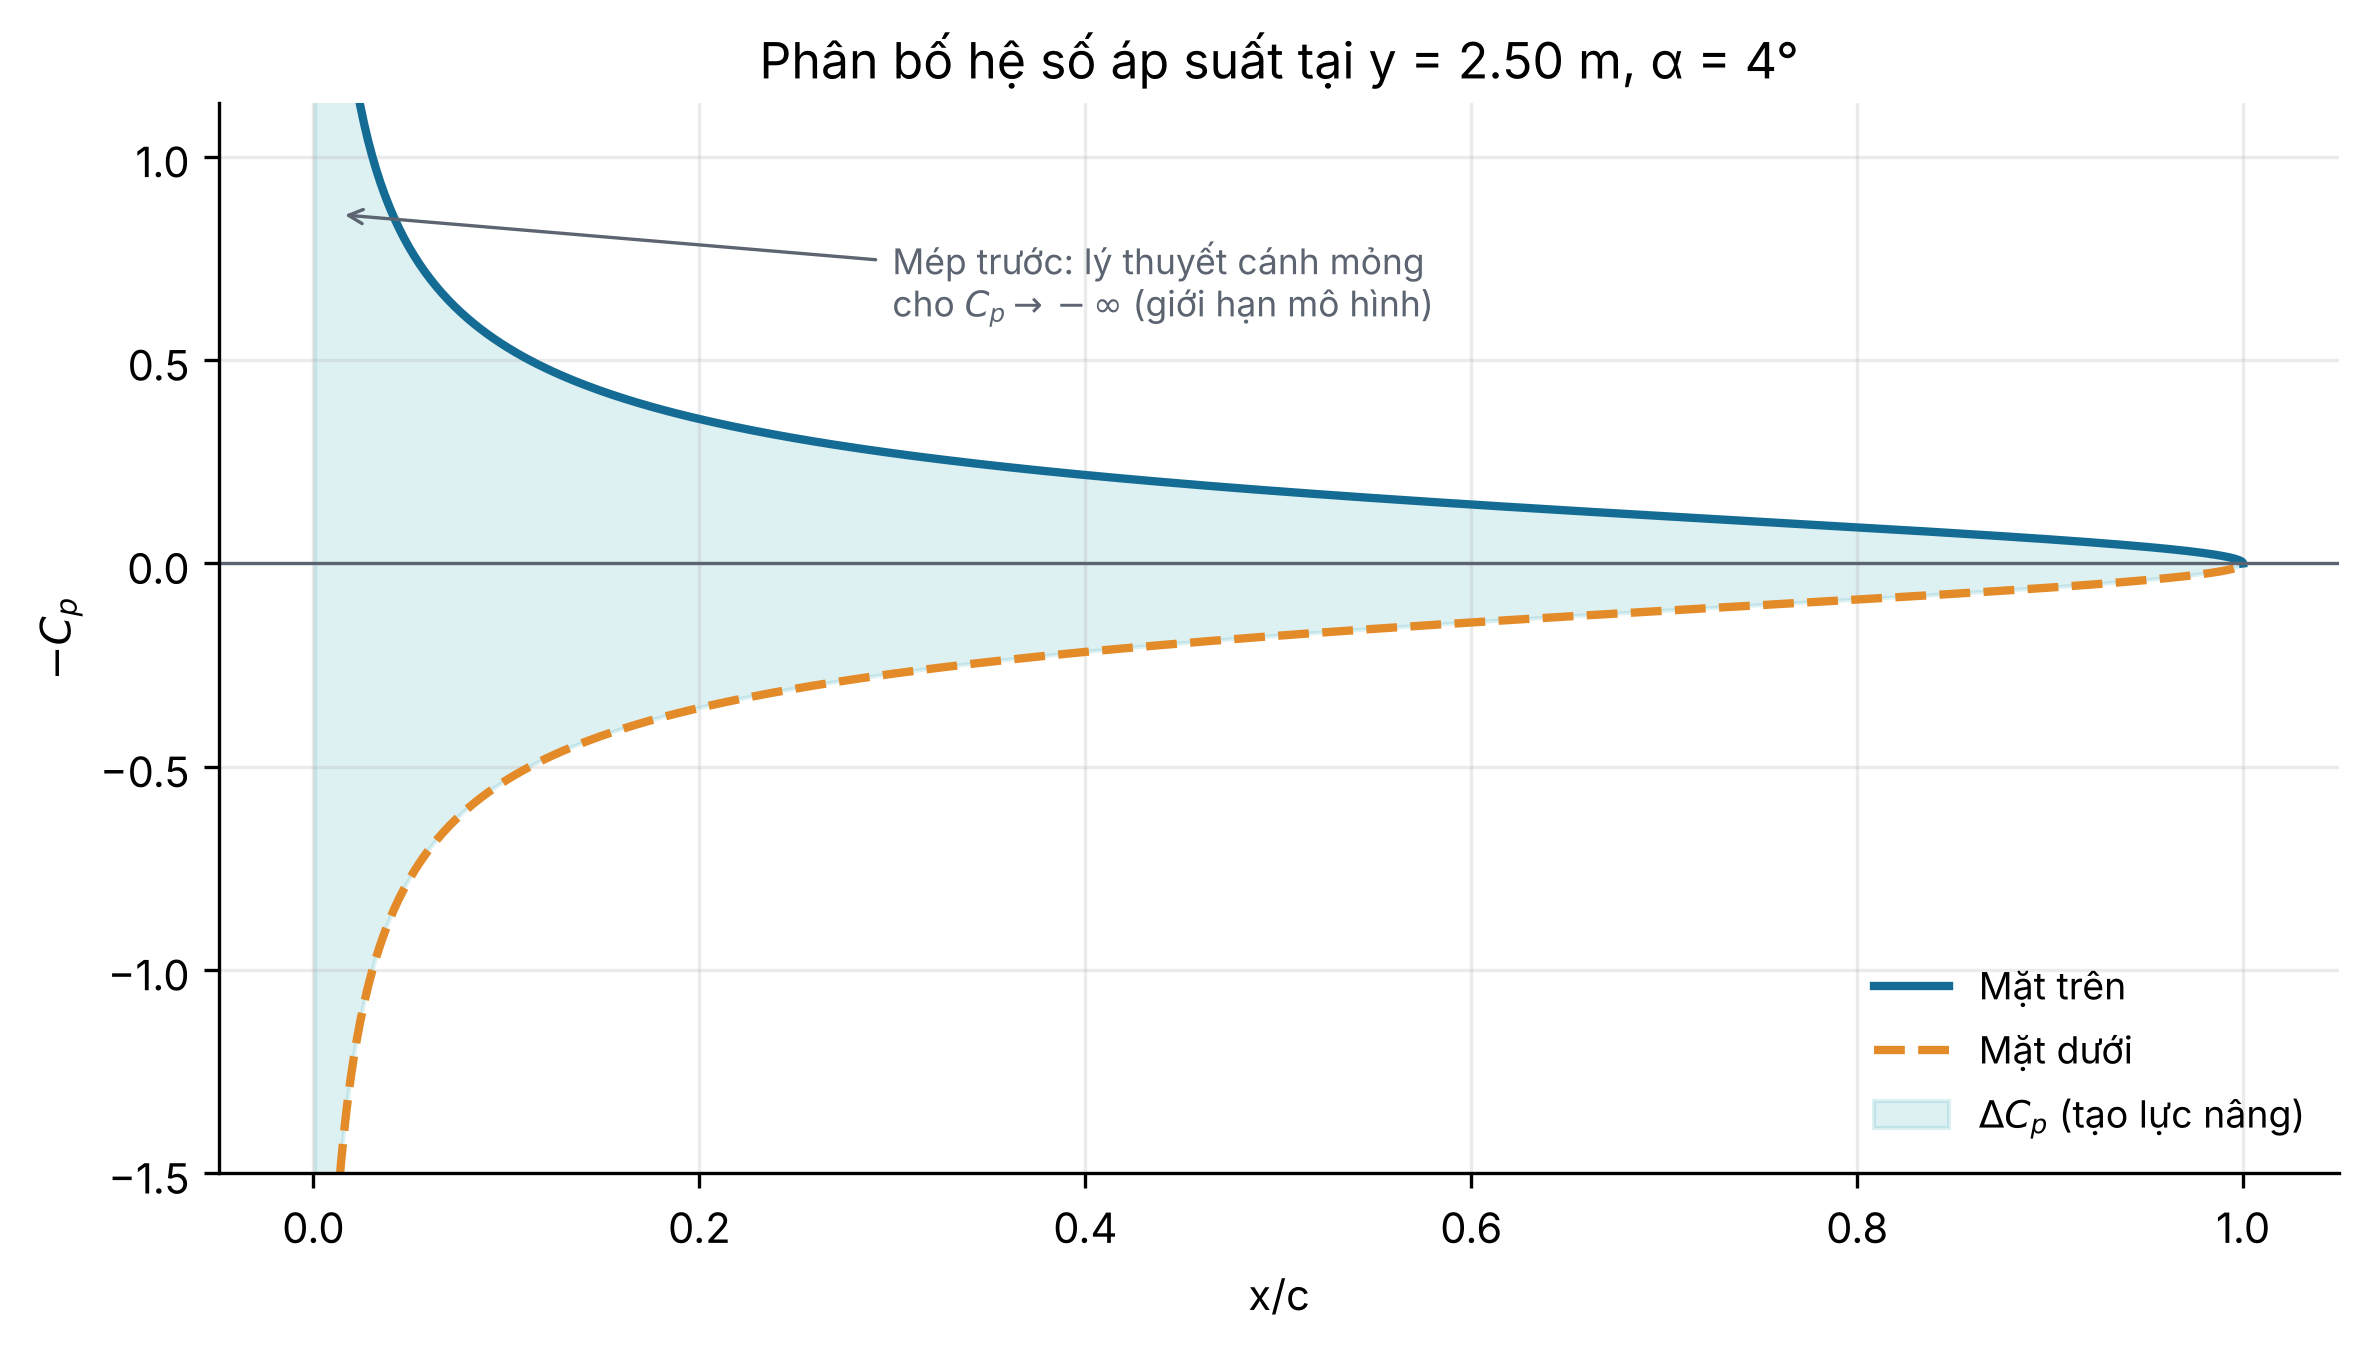 Phân bố hệ số áp suất tại y = 2.50 m, α = 4°
1.0
0.5
0.0
−0.5
−1.0
−1.5
−Cₚ
Mép trước: lý thuyết cánh mỏng
cho Cₚ → − ∞ (giới hạn mô hình)
Mặt trên
Mặt dưới
ΔCₚ (tạo lực nâng)
0.0 0.2 0.4 0.6 0.8 1.0
x/c